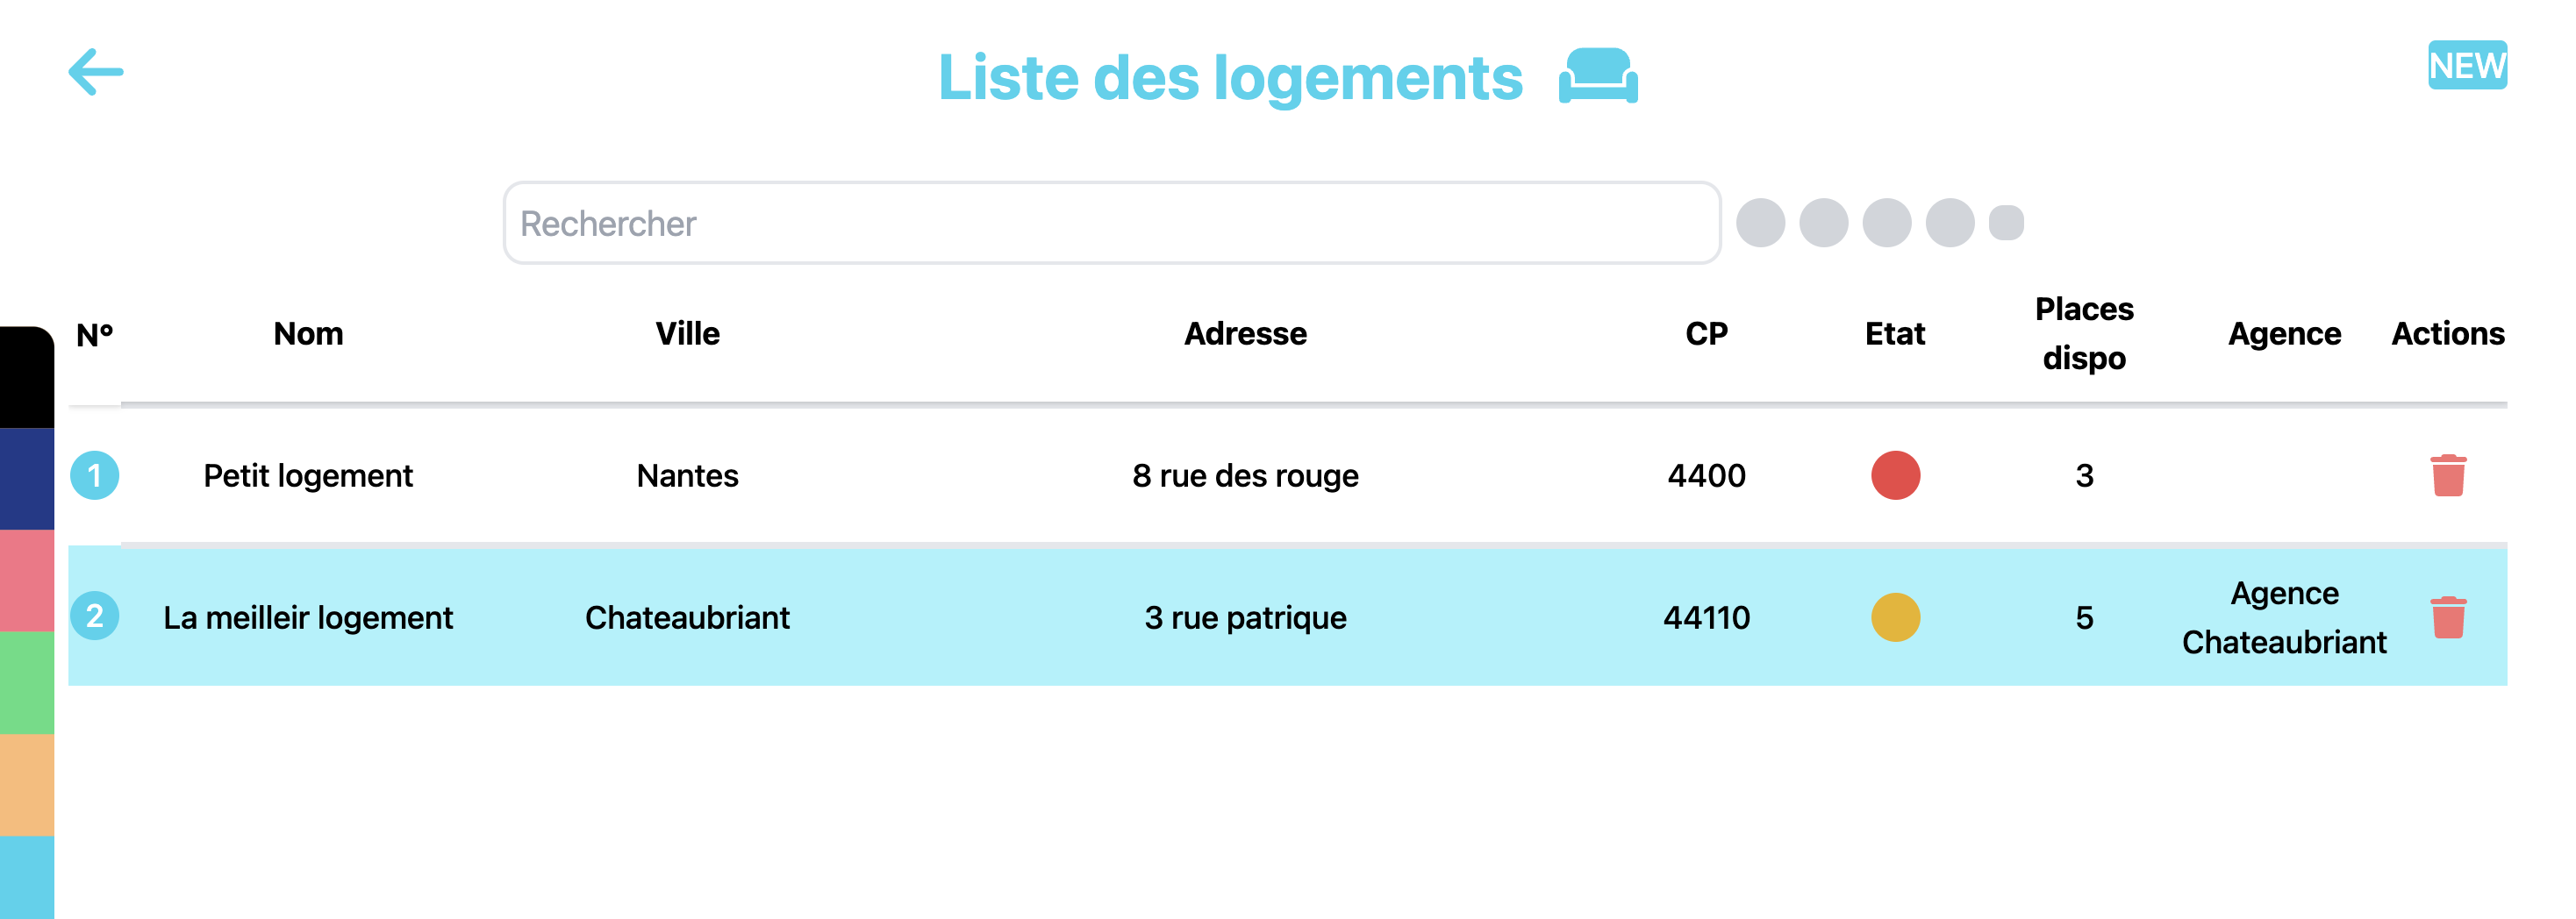 Liste des logements
NEW
Rechercher
N° Nom Ville Adresse CP Etat Places dispo Agence Actions
1 Petit logement Nantes 8 rue des rouge 4400 3
2 La meilleir logement Chateaubriant 3 rue patrique 44110 5 Agence Chateaubriant